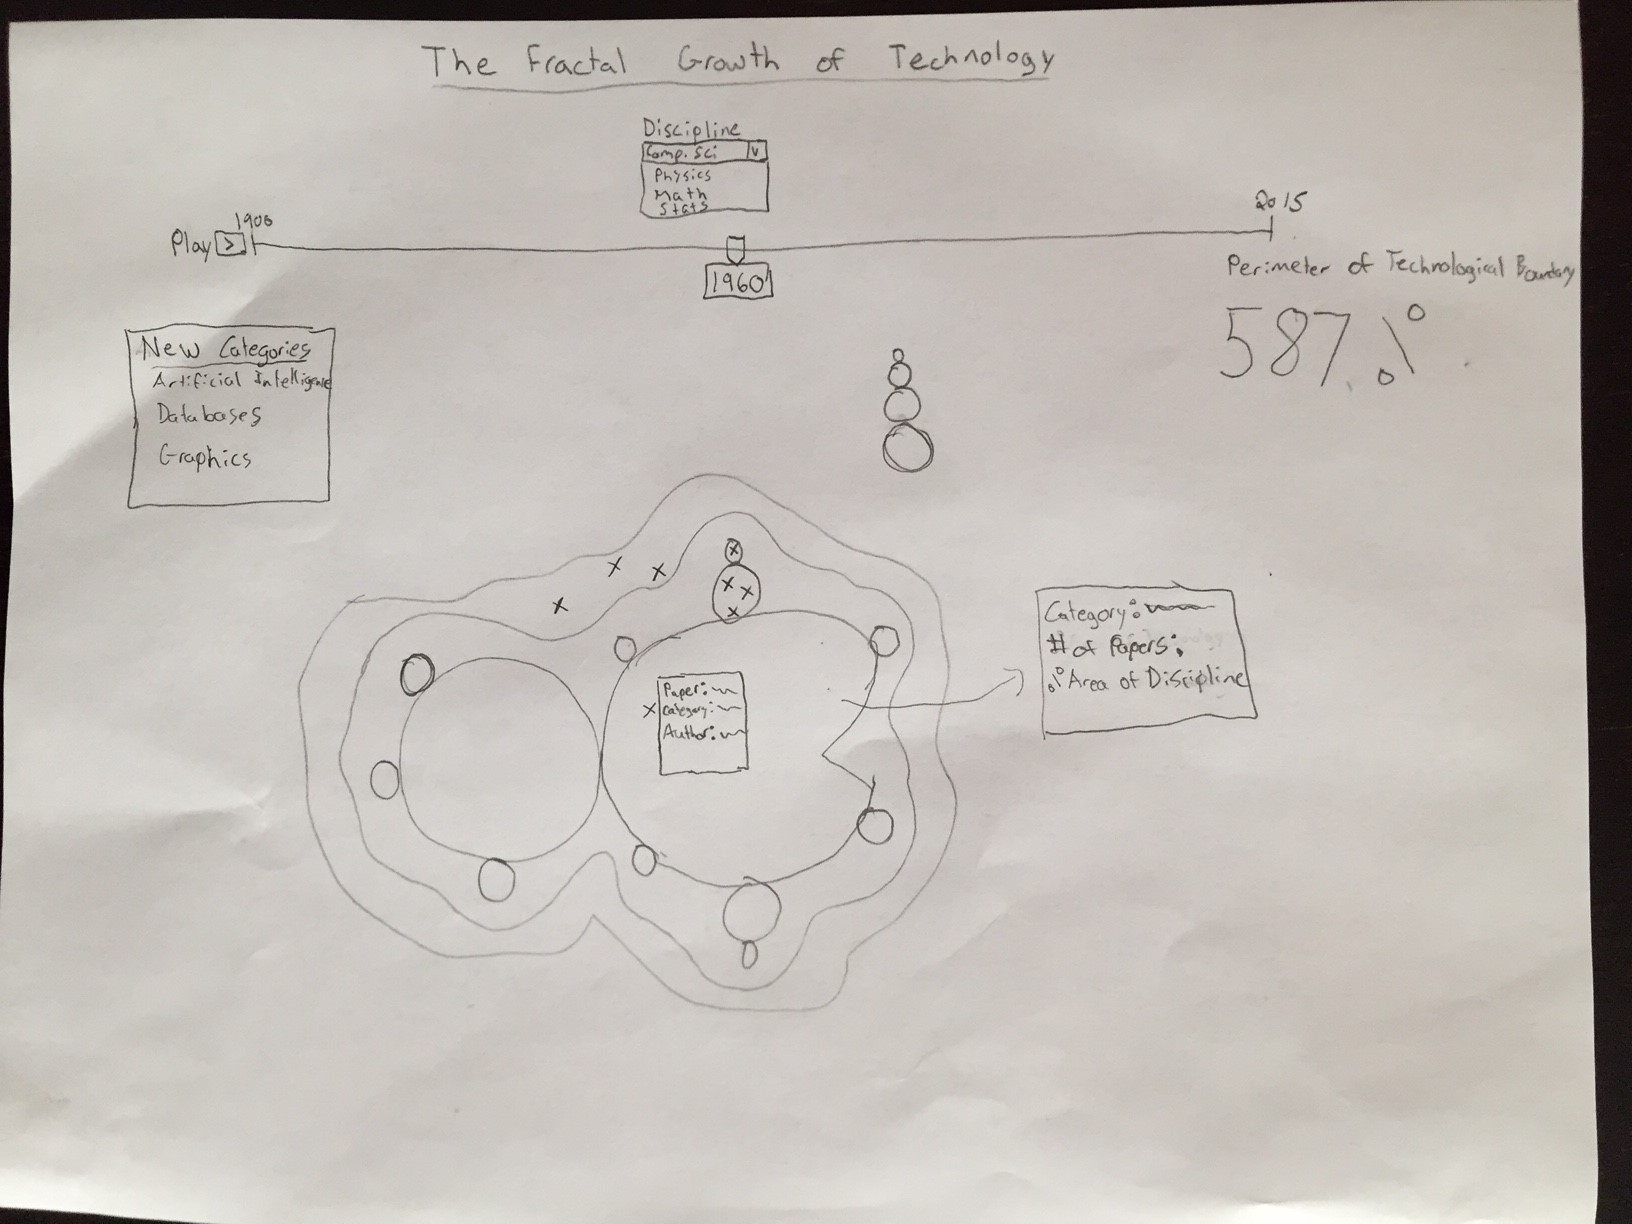 The Fractal Growth of Technology
Discipline
Comp. Sci V
Physics
Math
Stats
1900
2015
Play >
1960
Perimeter of Technological Boundary
587%
New Categories
Artificial Intelligence
Databases
Graphics
x
x x
x
x x
x
Category:
# of Papers:
% Area of Discipline
Paper:
x Category:
Author: